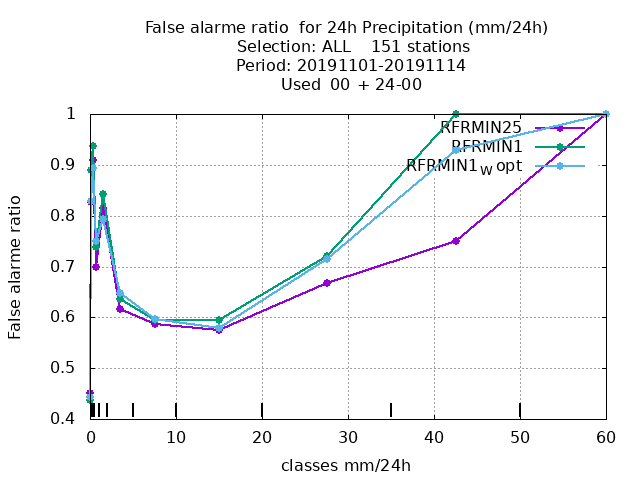 False alarme ratio  for 24h Precipitation (mm/24h)
Selection: ALL    151 stations
Period: 20191101-20191114
Used  00 + 24-00
1
0.9
0.8
0.7
0.6
0.5
0.4
False alarme ratio
RFRMIN25
RFRMIN1
RFRMIN1w opt
0 10 20 30 40 50 60
classes mm/24h